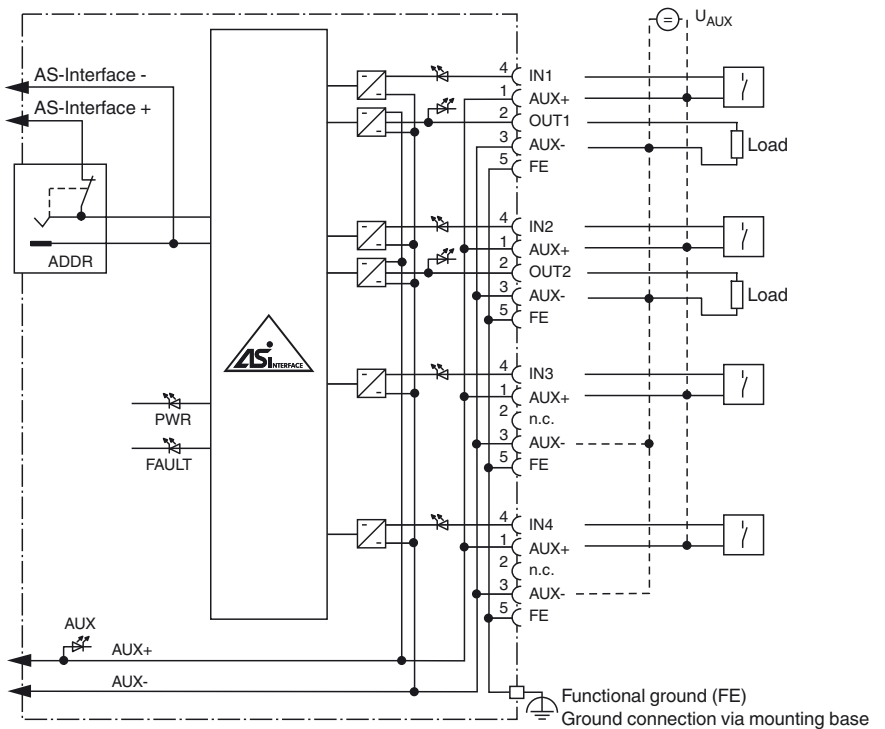 U AUX
AS-Interface -
AS-Interface +
ADDR
ASi INTERFACE
PWR
FAULT
AUX
AUX+
AUX-
4 IN1
1 AUX+
2 OUT1
3 AUX-
5 FE
Load
4 IN2
1 AUX+
2 OUT2
3 AUX-
5 FE
Load
4 IN3
1 AUX+
2 n.c.
3 AUX-
5 FE
4 IN4
1 AUX+
2 n.c.
3 AUX-
5 FE
Functional ground (FE)
Ground connection via mounting base